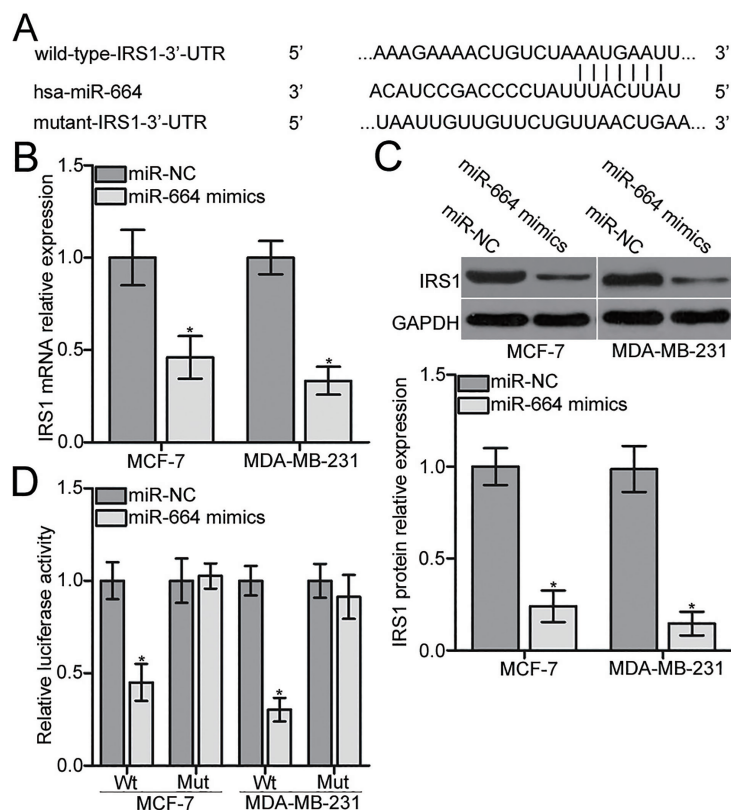 A
wild-type-IRS1-3'-UTR 5' ...AAAGAAAACUGUCUAAAUGAAUU... 3'
hsa-miR-664 3' ACAUCCGACCCCUAUUUACUUAU 5'
mutant-IRS1-3'-UTR 5' ...UAAUUGUUGUUCUGUUAACUGAA... 3'
B
IRS1 mRNA relative expression
1.5
1.0
0.5
0.0
miR-NC
miR-664 mimics
*
*
MCF-7 MDA-MB-231
C
miR-NC miR-664 mimics miR-NC miR-664 mimics
IRS1
GAPDH
MCF-7 MDA-MB-231
IRS1 protein relative expression
1.5
1.0
0.5
0.0
miR-NC
miR-664 mimics
*
*
MCF-7 MDA-MB-231
D
Relative luciferase activity
1.5
1.0
0.5
0.0
miR-NC
miR-664 mimics
*
*
Wt Mut Wt Mut
MCF-7 MDA-MB-231